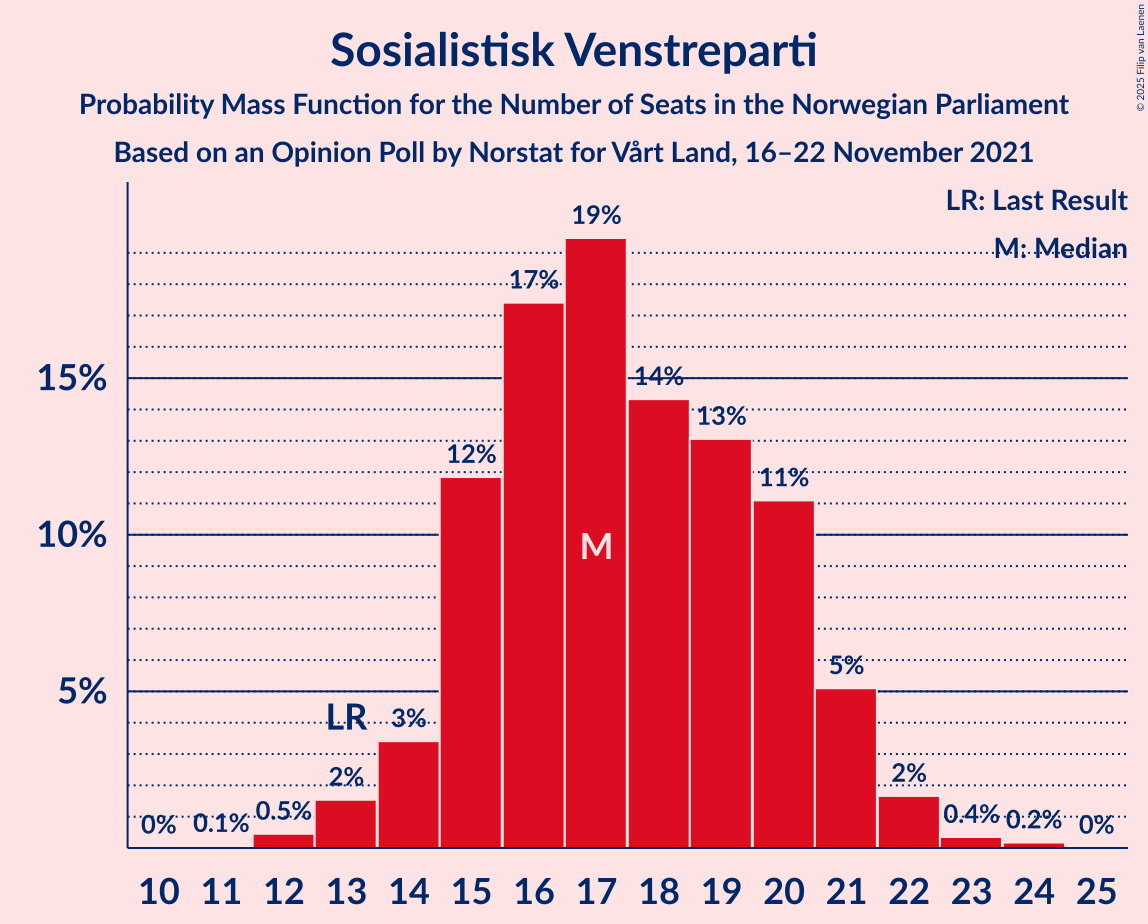 Sosialistisk Venstreparti
Probability Mass Function for the Number of Seats in the Norwegian Parliament
Based on an Opinion Poll by Norstat for Vårt Land, 16–22 November 2021
© 2025 Filip van Laenen
LR: Last Result
M: Median
15%
10%
5%
0%
0.1%
0.5%
2%
LR
3%
12%
17%
19%
M
14%
13%
11%
5%
2%
0.4%
0.2%
0%
10 11 12 13 14 15 16 17 18 19 20 21 22 23 24 25